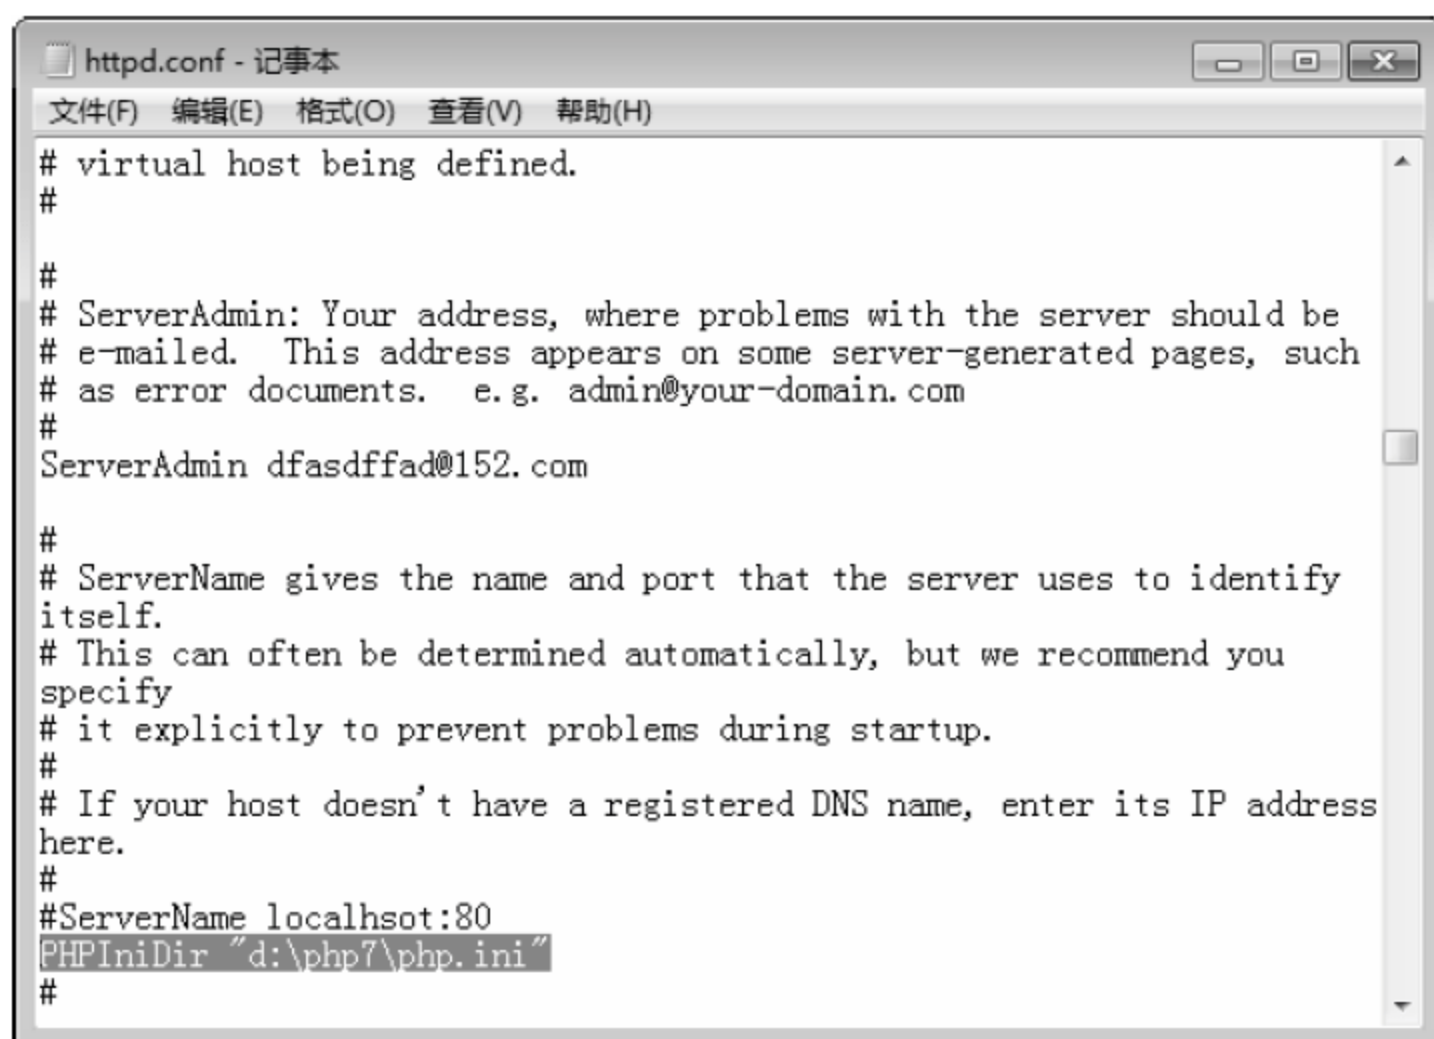 httpd.conf - 记事本
文件(F) 编辑(E) 格式(O) 查看(V) 帮助(H)
# virtual host being defined.
#
#
# ServerAdmin: Your address, where problems with the server should be
# e-mailed.  This address appears on some server-generated pages, such
# as error documents.  e.g. admin@your-domain.com
#
ServerAdmin dfasdffad@152.com
#
# ServerName gives the name and port that the server uses to identify
itself.
# This can often be determined automatically, but we recommend you
specify
# it explicitly to prevent problems during startup.
#
# If your host doesn't have a registered DNS name, enter its IP address
here.
#
#ServerName localhsot:80
PHPIniDir "d:\php7\php.ini"
#